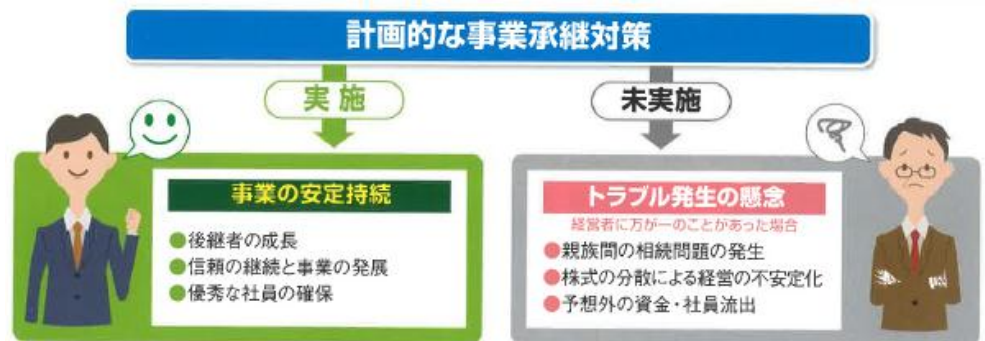 計画的な事業承継対策
実施
未実施
事業の安定持続
●後継者の成長
●信頼の継続と事業の発展
●優秀な社員の確保
トラブル発生の懸念
経営者に万が一のことがあった場合
●親族間の相続問題の発生
●株式の分散による経営の不安定化
●予想外の資金・社員流出